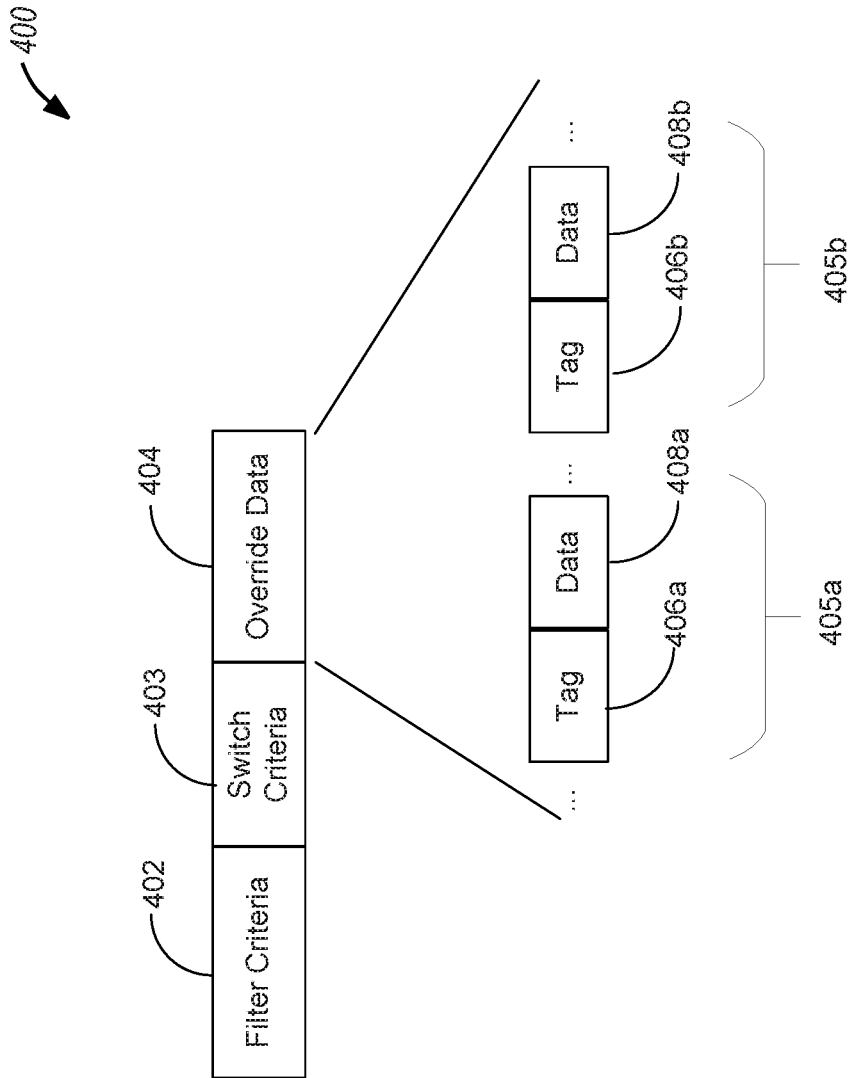 400
402
403
404
Filter Criteria
Switch
Criteria
Override Data
...
Tag
Data
...
Tag
Data
...
406a
408a
406b
408b
405a
405b